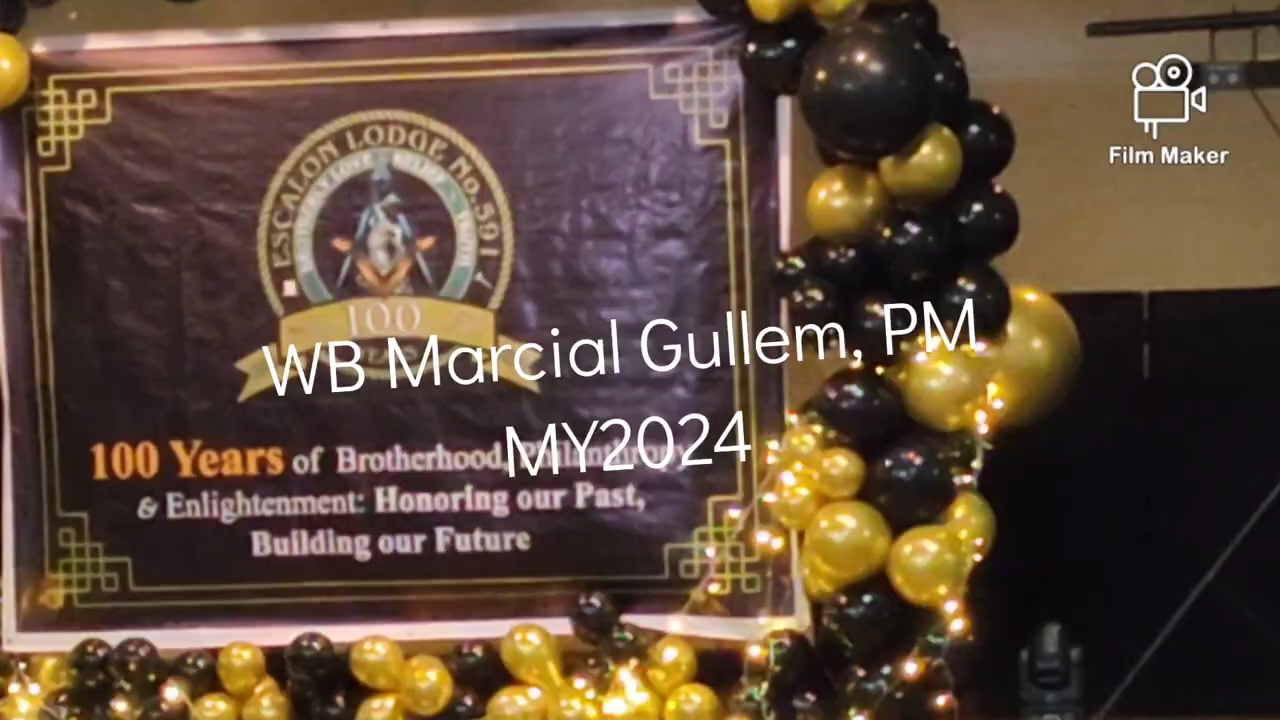 ESCALON LODGE No.591
100
WB Marcial Gullem, PM
MY2024
100 Years of Brotherhood, Philanthropy
& Enlightenment: Honoring our Past,
Building our Future
Film Maker